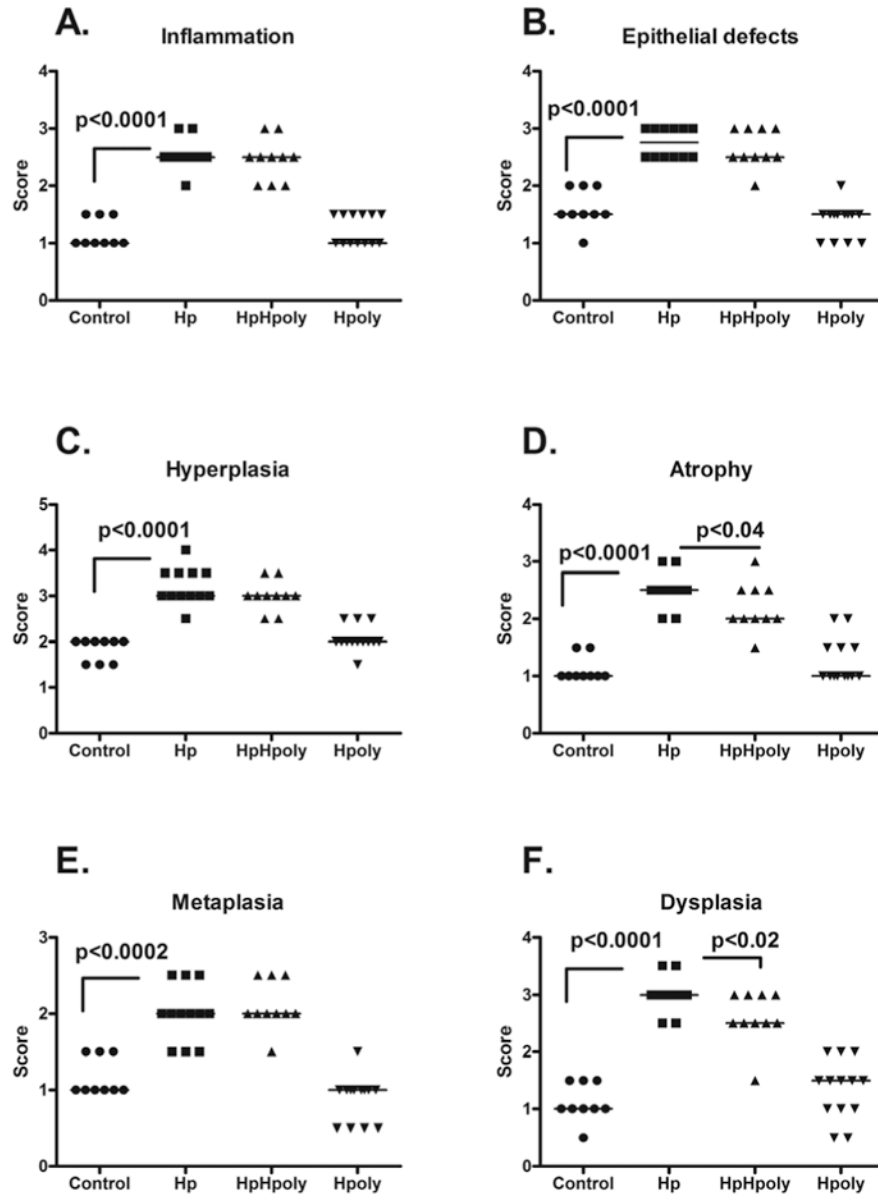 A.
Inflammation
4
3
2
1
0
Score
p<0.0001
Control Hp HpHpoly Hpoly
B.
Epithelial defects
4
3
2
1
0
Score
p<0.0001
Control Hp HpHpoly Hpoly
C.
Hyperplasia
5
4
3
2
1
0
Score
p<0.0001
Control Hp HpHpoly Hpoly
D.
Atrophy
4
3
2
1
0
Score
p<0.0001
p<0.04
Control Hp HpHpoly Hpoly
E.
Metaplasia
3
2
1
0
Score
p<0.0002
Control Hp HpHpoly Hpoly
F.
Dysplasia
4
3
2
1
0
Score
p<0.0001
p<0.02
Control Hp HpHpoly Hpoly